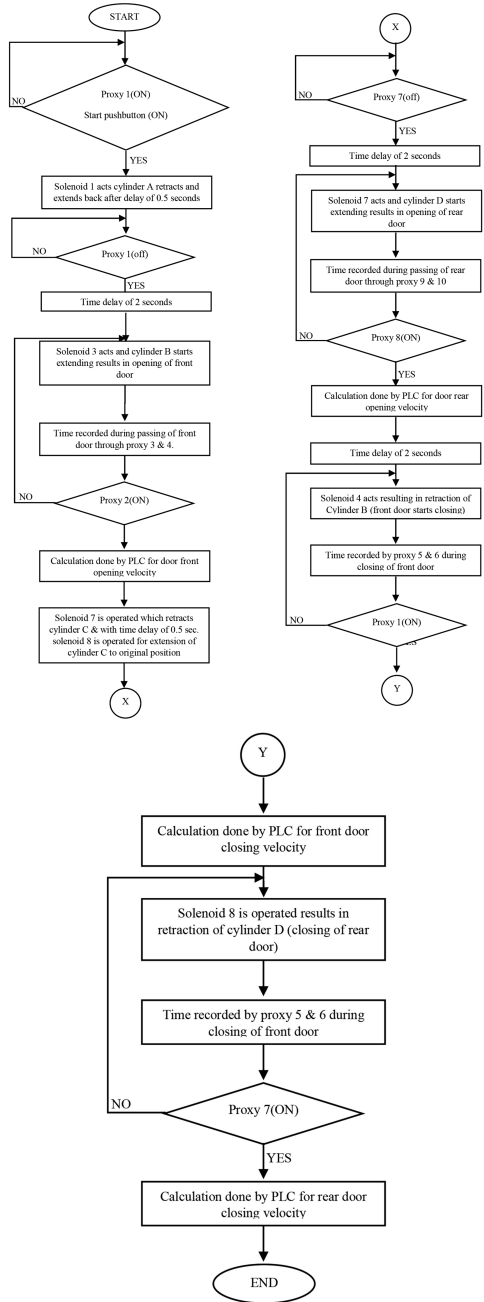 START
Proxy 1(ON)
Start pushbutton (ON)
NO
YES
Solenoid 1 acts cylinder A retracts and
extends back after delay of 0.5 seconds
NO
Proxy 1(off)
YES
Time delay of 2 seconds
Solenoid 3 acts and cylinder B starts
extending results in opening of front
door
Time recorded during passing of front
door through proxy 3 & 4.
NO
Proxy 2(ON)
Calculation done by PLC for door front
opening velocity
Solenoid 7 is operated which retracts
cylinder C & with time delay of 0.5 sec.
solenoid 8 is operated for extension of
cylinder C to original position
X
X
Proxy 7(off)
NO
YES
Time delay of 2 seconds
Solenoid 7 acts and cylinder D starts
extending results in opening of rear
door
Time recorded during passing of rear
door through proxy 9 & 10
NO
Proxy 8(ON)
YES
Calculation done by PLC for door rear
opening velocity
Time delay of 2 seconds
Solenoid 4 acts resulting in retraction of
Cylinder B (front door starts closing)
Time recorded by proxy 5 & 6 during
closing of front door
NO
Proxy 1(ON)
Y
Y
Calculation done by PLC for front door
closing velocity
Solenoid 8 is operated results in
retraction of cylinder D (closing of rear
door)
Time recorded by proxy 5 & 6 during
closing of front door
NO
Proxy 7(ON)
YES
Calculation done by PLC for rear door
closing velocity
END